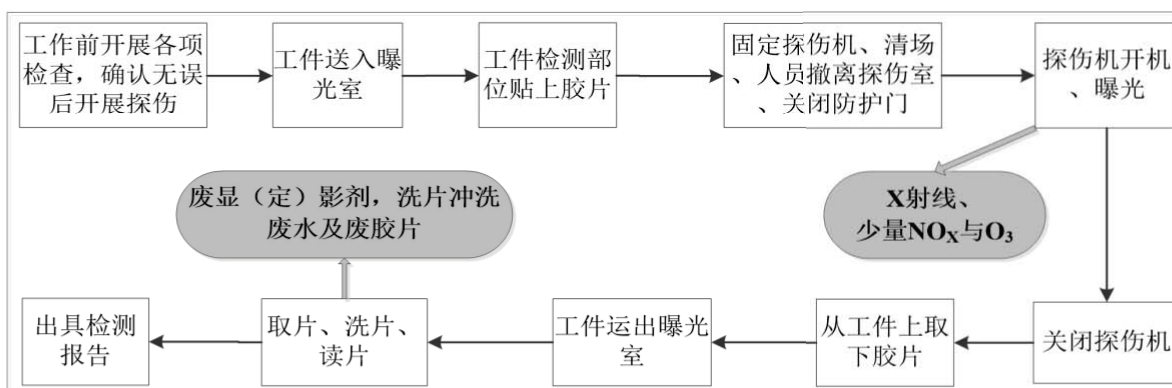 工作前开展各项
检查，确认无误
后开展探伤
工件送入曝
光室
工件检测部
位贴上胶片
固定探伤机、清场
、人员撤离探伤室
、关闭防护门
探伤机开机
、曝光
废显（定）影剂，洗片冲洗
废水及废胶片
X射线、
少量NOX与O3
出具检测
报告
取片、洗片、
读片
工件运出曝光
室
从工件上取
下胶片
关闭探伤机